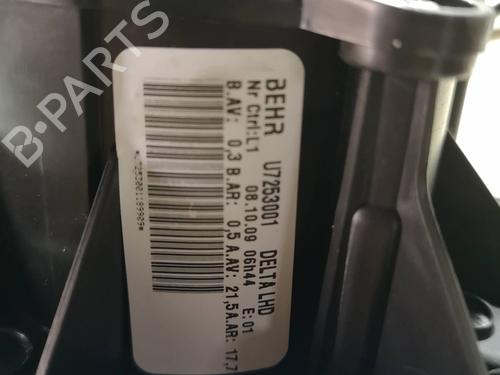 BEHR U7253001 DELTA LHD
Nr Ctrl:L1 08.10.09 06h44 E:01
B.AV: 0,3 B.AR: 0,5 A.AV: 21,5 A.AR: 17,7
B-PARTS